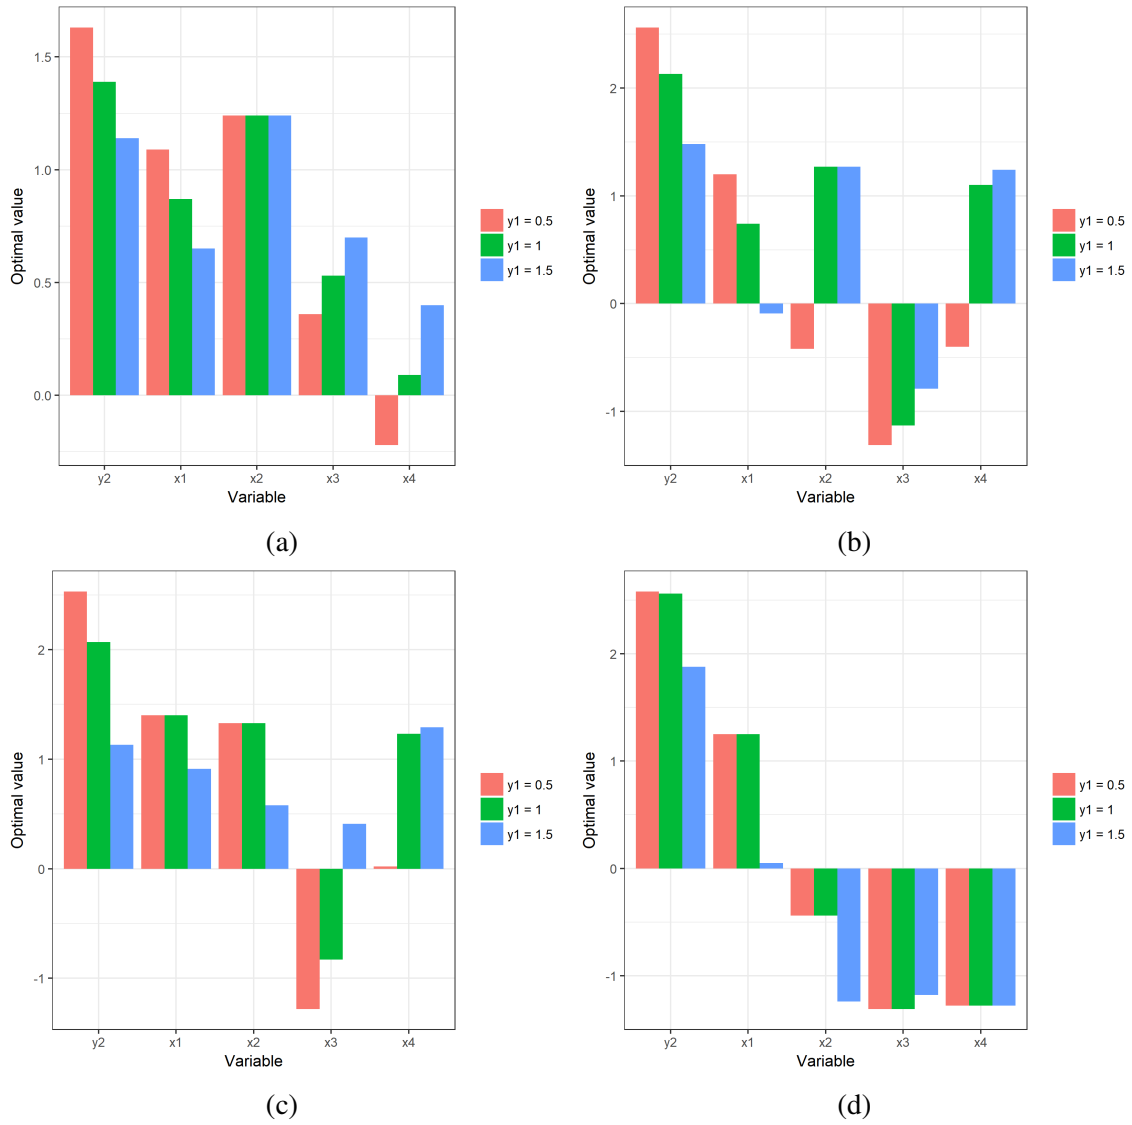 1.5
1.0
0.5
0.0
Optimal value
y2 x1 x2 x3 x4
Variable
y1 = 0.5
y1 = 1
y1 = 1.5
(a)
2
1
0
-1
Optimal value
y2 x1 x2 x3 x4
Variable
y1 = 0.5
y1 = 1
y1 = 1.5
(b)
2
1
0
-1
Optimal value
y2 x1 x2 x3 x4
Variable
y1 = 0.5
y1 = 1
y1 = 1.5
(c)
2
1
0
-1
Optimal value
y2 x1 x2 x3 x4
Variable
y1 = 0.5
y1 = 1
y1 = 1.5
(d)